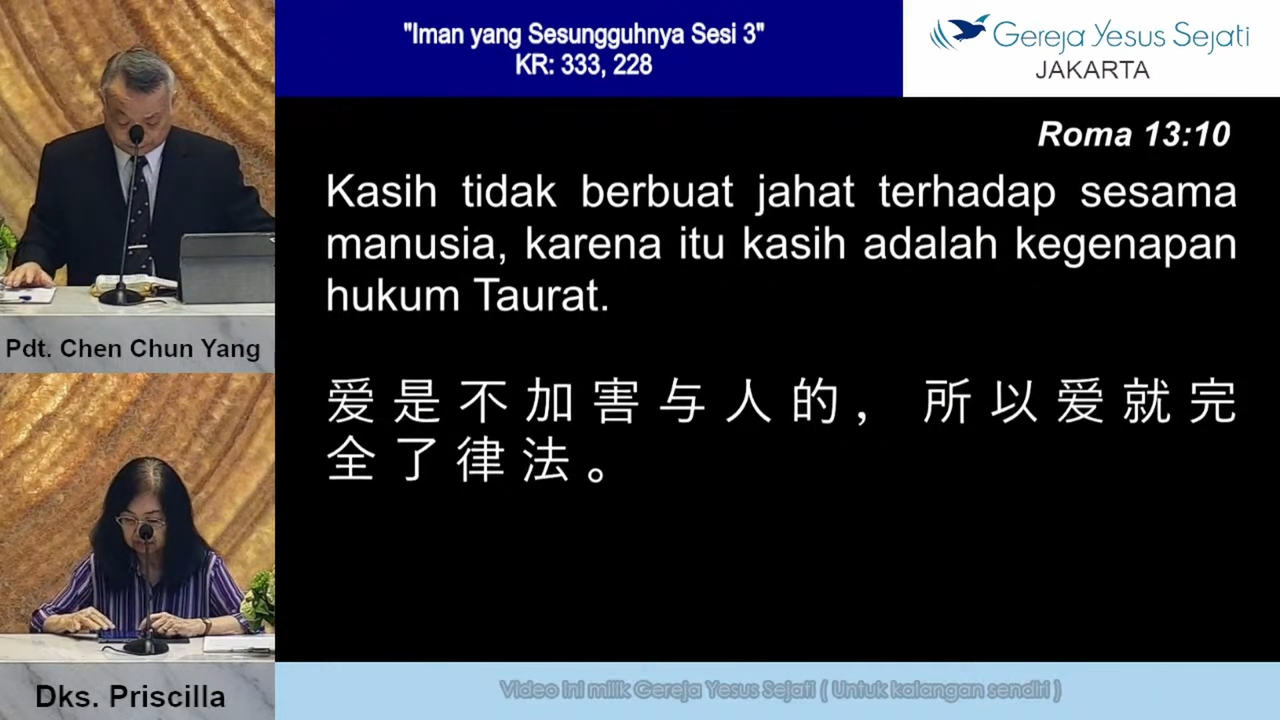 "Iman yang Sesungguhnya Sesi 3"
KR: 333, 228
Gereja Yesus Sejati
JAKARTA
Roma 13:10
Kasih tidak berbuat jahat terhadap sesama
manusia, karena itu kasih adalah kegenapan
hukum Taurat.
爱是不加害与人的，所以爱就完
全了律法。
Pdt. Chen Chun Yang
Dks. Priscilla
Video ini milik Gereja Yesus Sejati ( Untuk kalangan sendiri )